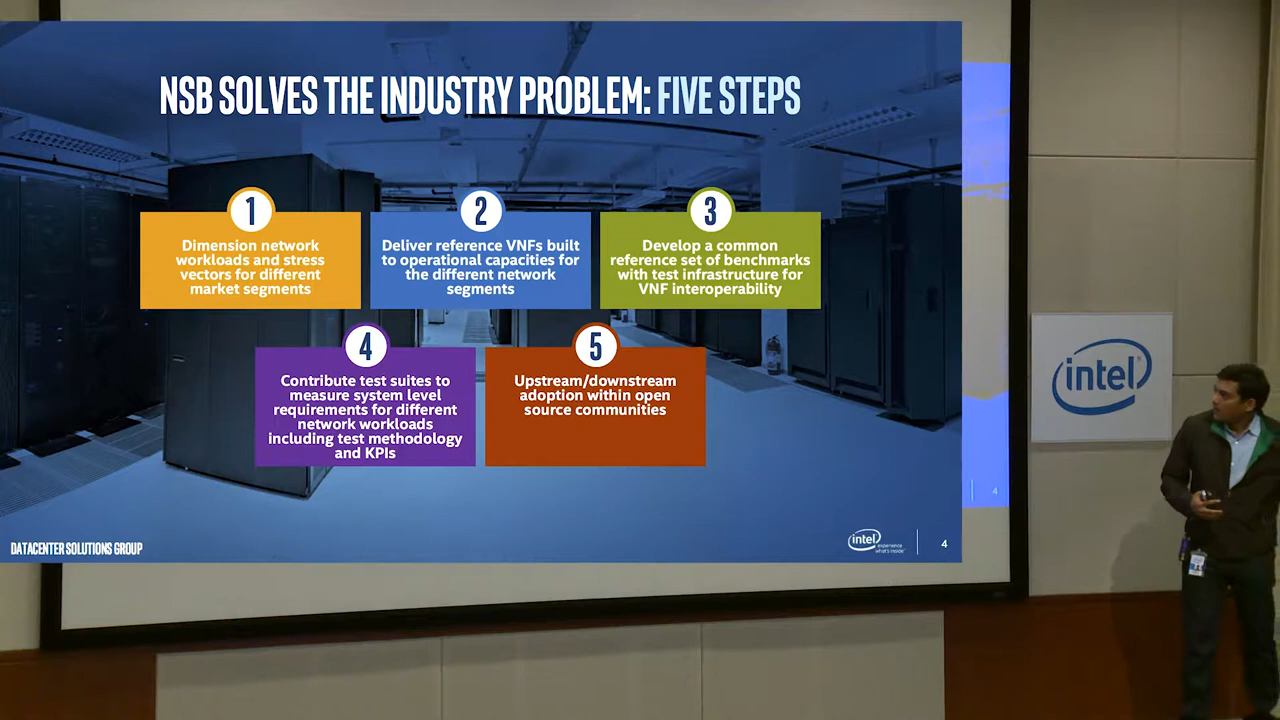 NSB SOLVES THE INDUSTRY PROBLEM: FIVE STEPS
1
Dimension network
workloads and stress
vectors for different
market segments
2
Deliver reference VNFs built
to operational capacities for
the different network
segments
3
Develop a common
reference set of benchmarks
with test infrastructure for
VNF interoperability
4
Contribute test suites to
measure system level
requirements for different
network workloads
including test methodology
and KPIs
5
Upstream/downstream
adoption within open
source communities
DATACENTER SOLUTIONS GROUP
intel
experience
what's inside™
4
4
intel®